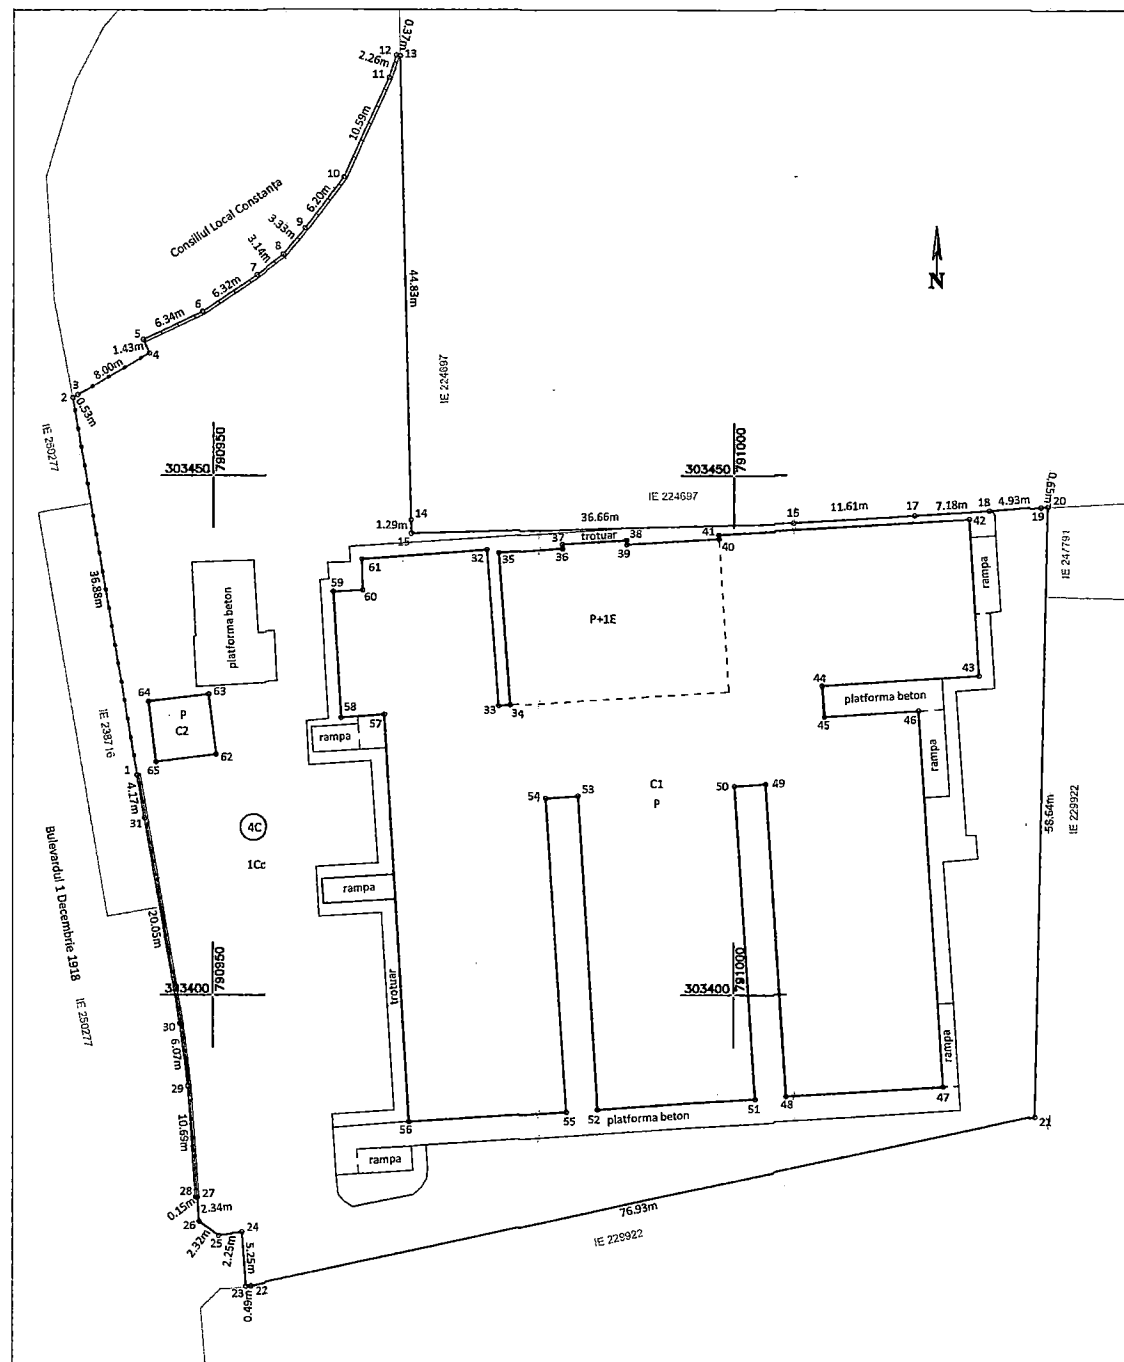 0.37m
12
13
2.26m
11
10.59m
10
6.20m
Consiliul Local Constanța
9
3.33m
8
3.14m
7
6.32m
6
6.34m
5
1.43m
4
8.00m
3
2
0.53m
N
44.83m
IE 224697
IE 250277
303450
790950
303450
791000
IE 224697
14
1.29m
15
36.66m
16
11.61m
17
7.18m
18
4.93m
0.65m
20
19
42
trotuar
37
38
36
39
41
40
61
32
35
59
60
IE 247791
rampa
36.88m
platforma beton
P+1E
43
44
platforma beton
45
46
64
63
P
C2
62
65
IE 238716
33
34
58
57
rampa
rampa
1
4.17m
31
C1
P
54
53
50
49
4C
1Cc
58.64m
IE 229922
Bulevardul 1 Decembrie 1918
IE 250277
20.05m
rampa
trotuar
303400
790950
303400
791000
30
6.07m
29
10.69m
rampa
47
48
51
52
platforma beton
55
56
21
rampa
28
27
0.15m
2.34m
26
2.32m
25
2.25m
24
5.25m
23
22
0.49m
76.93m
IE 229922